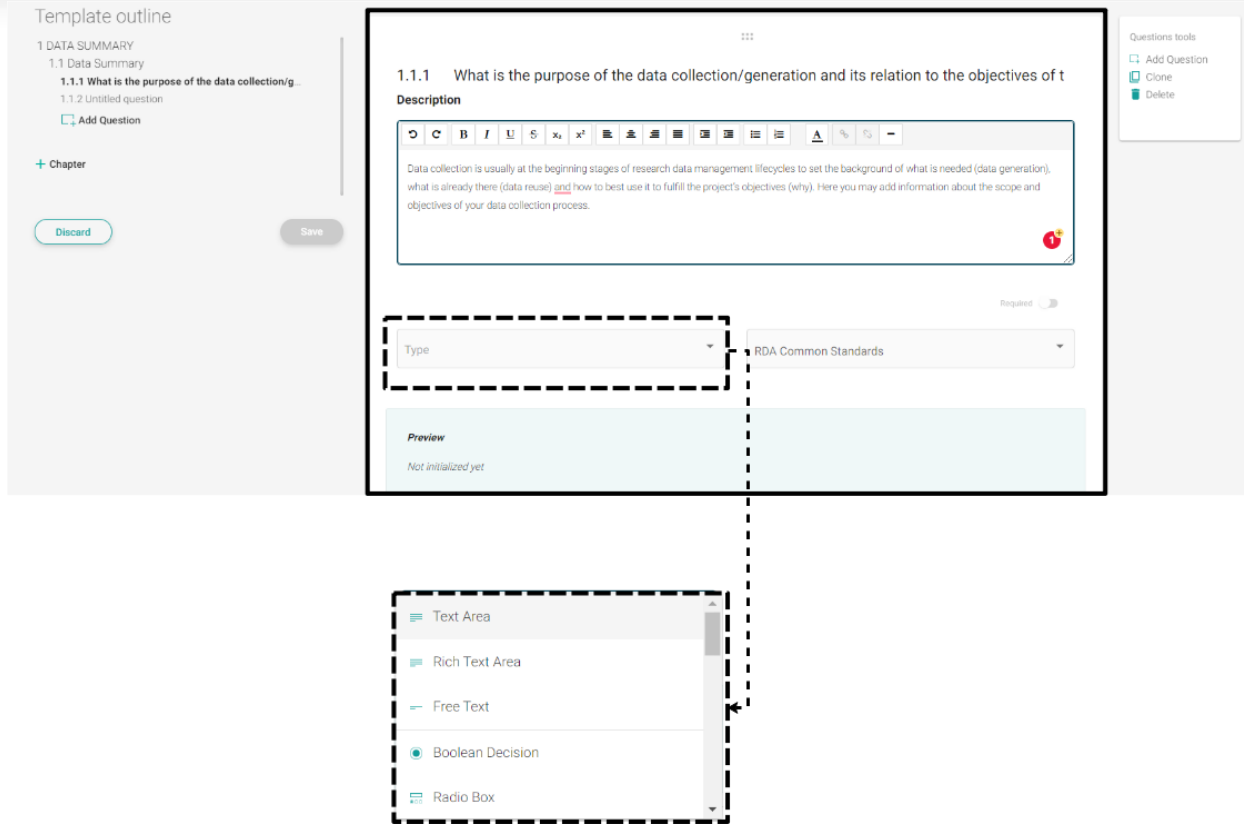 Template outline
1 DATA SUMMARY
1.1 Data Summary
1.1.1 What is the purpose of the data collection/g...
1.1.2 Untitled question
Add Question
+ Chapter
Discard
Save
1.1.1 What is the purpose of the data collection/generation and its relation to the objectives of t
Description
B I U S x₂ x² A
Data collection is usually at the beginning stages of research data management lifecycles to set the background of what is needed (data generation),
what is already there (data reuse) and how to best use it to fulfill the project's objectives (why). Here you may add information about the scope and
objectives of your data collection process.
1
Required
Type
RDA Common Standards
Preview
Not initialized yet
Questions tools
Add Question
Clone
Delete
Text Area
Rich Text Area
Free Text
Boolean Decision
Radio Box